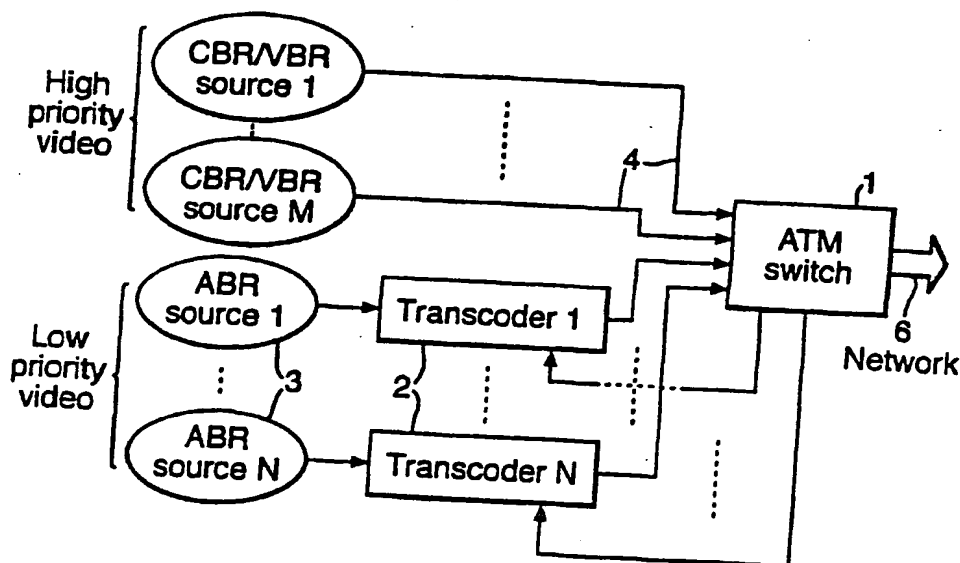 High
priority
video
CBR/VBR
source 1
CBR/VBR
source M
4
1
ATM
switch
6
Network
Low
priority
video
ABR
source 1
3
ABR
source N
Transcoder 1
2
Transcoder N